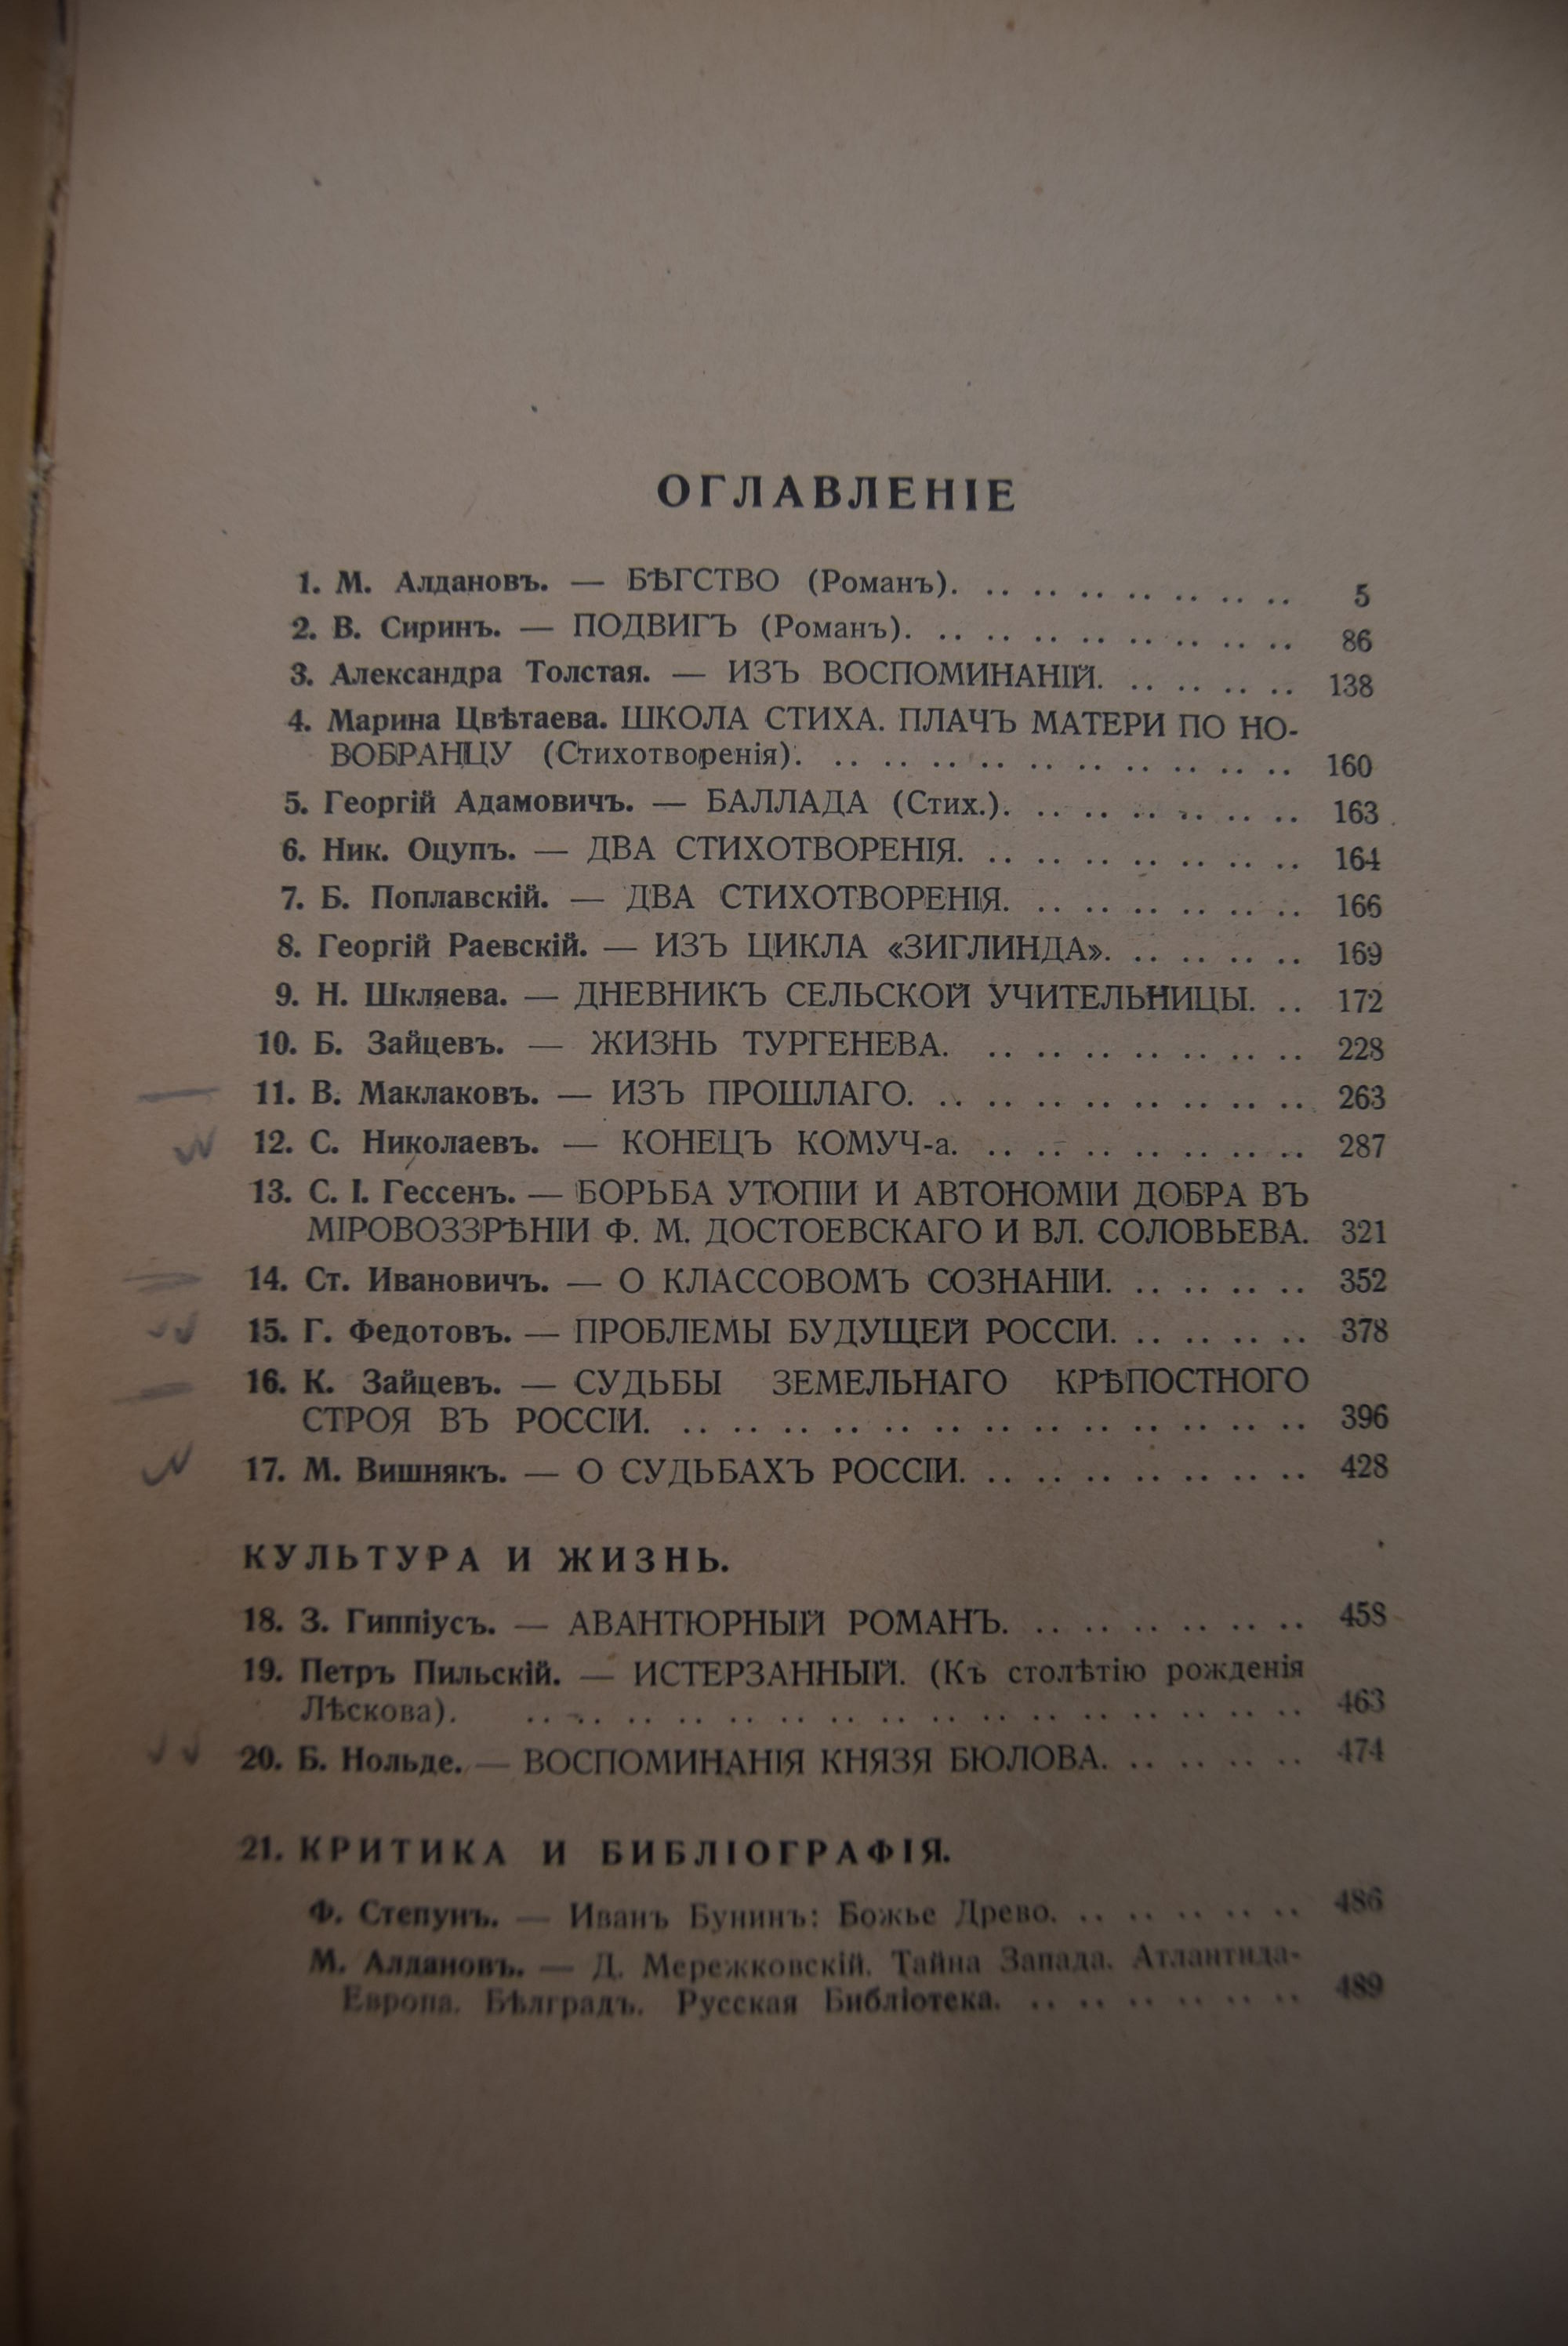 ОГЛАВЛЕНІЕ
1. М. Алдановъ. — БѢГСТВО (Романъ). .. .. .. .. .. .. .. 5
2. В. Сиринъ. — ПОДВИГЪ (Романъ). .. .. .. .. .. .. .. .. 86
3. Александра Толстая. — ИЗЪ ВОСПОМИНАНІЙ. .. .. .. .. 138
4. Марина Цвѣтаева. ШКОЛА СТИХА. ПЛАЧЪ МАТЕРИ ПО НО-
ВОБРАНЦУ (Стихотворенія). .. .. .. .. .. .. .. .. .. .. 160
5. Георгій Адамовичъ. — БАЛЛАДА (Стих.). .. .. .. .. .. .. 163
6. Ник. Оцупъ. — ДВА СТИХОТВОРЕНІЯ. .. .. .. .. .. .. .. 164
7. Б. Поплавскій. — ДВА СТИХОТВОРЕНІЯ. .. .. .. .. .. .. 166
8. Георгій Раевскій. — ИЗЪ ЦИКЛА «ЗИГЛИНДА». .. .. .. .. 169
9. Н. Шкляева. — ДНЕВНИКЪ СЕЛЬСКОЙ УЧИТЕЛЬНИЦЫ. .. 172
10. Б. Зайцевъ. — ЖИЗНЬ ТУРГЕНЕВА. .. .. .. .. .. .. .. 228
11. В. Маклаковъ. — ИЗЪ ПРОШЛАГО. .. .. .. .. .. .. .. .. 263
12. С. Николаевъ. — КОНЕЦЪ КОМУЧ-а. .. .. .. .. .. .. .. 287
13. С. І. Гессенъ. — БОРЬБА УТОПІИ И АВТОНОМІИ ДОБРА ВЪ
МІРОВОЗЗРѢНІИ Ф. М. ДОСТОЕВСКАГО И ВЛ. СОЛОВЬЕВА. 321
14. Ст. Ивановичъ. — О КЛАССОВОМЪ СОЗНАНІИ. .. .. .. .. 352
15. Г. Федотовъ. — ПРОБЛЕМЫ БУДУЩЕЙ РОССІИ. .. .. .. .. 378
16. К. Зайцевъ. — СУДЬБЫ ЗЕМЕЛЬНАГО КРѢПОСТНОГО
СТРОЯ ВЪ РОССІИ. .. .. .. .. .. .. .. .. .. .. .. .. .. 396
17. М. Вишнякъ. — О СУДЬБАХЪ РОССІИ. .. .. .. .. .. .. .. 428
КУЛЬТУРА И ЖИЗНЬ.
18. З. Гиппіусъ. — АВАНТЮРНЫЙ РОМАНЪ. .. .. .. .. .. .. 458
19. Петръ Пильскій. — ИСТЕРЗАННЫЙ. (Къ столѣтію рожденія
Лѣскова). .. .. .. .. .. .. .. .. .. .. .. .. .. .. .. .. 463
20. Б. Нольде. — ВОСПОМИНАНІЯ КНЯЗЯ БЮЛОВА. .. .. .. .. 474
21. КРИТИКА И БИБЛІОГРАФІЯ.
Ф. Степунъ. — Иванъ Бунинъ: Божье Древо. .. .. .. .. .. 486
М. Алдановъ. — Д. Мережковскій. Тайна Запада. Атлантида-
Европа. Бѣлградъ. Русская Библіотека. .. .. .. .. .. .. 489